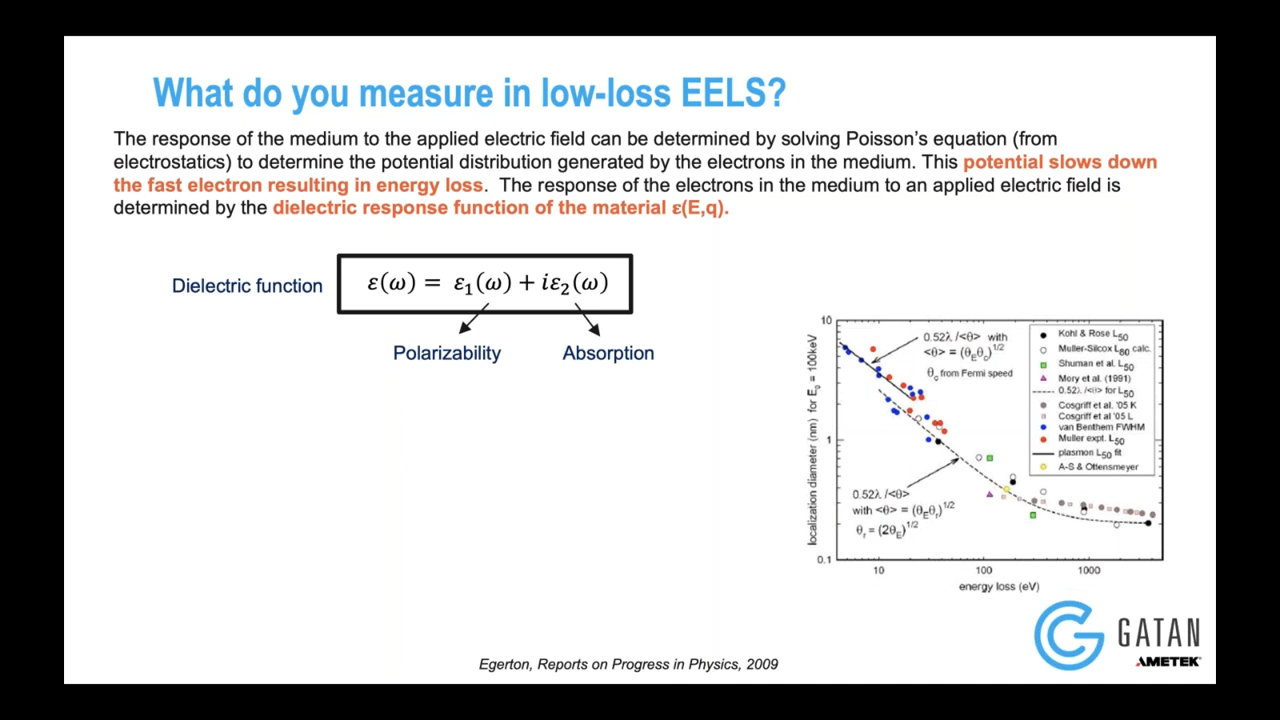 What do you measure in low-loss EELS?
The response of the medium to the applied electric field can be determined by solving Poisson's equation (from
electrostatics) to determine the potential distribution generated by the electrons in the medium. This potential slows down
the fast electron resulting in energy loss. The response of the electrons in the medium to an applied electric field is
determined by the dielectric response function of the material ε(E,q).
Dielectric function
ε(ω) = ε₁(ω) + iε₂(ω)
Polarizability
Absorption
localization diameter (nm) for E₀ = 100keV
10
1
0.1
0.52λ /<θ> with
<θ> = (θ_Eθ_c)^1/2
θ_c from Fermi speed
0.52λ /<θ>
with <θ> = (θ_Eθ_r)^1/2
θ_r = (2θ_E)^1/2
Kohl & Rose L₅₀
Muller-Silcox L₅₀ calc.
Shuman et al. L₅₀
Mory et al. (1991)
0.52λ /<θ> for L₅₀
Cosgriff et al. '05 K
Cosgriff et al '05 L
van Benthem FWHM
Muller expt. L₅₀
plasmon L₅₀ fit
A-S & Ottensmeyer
10
100
1000
energy loss (eV)
GATAN
AMETEK
Egerton, Reports on Progress in Physics, 2009